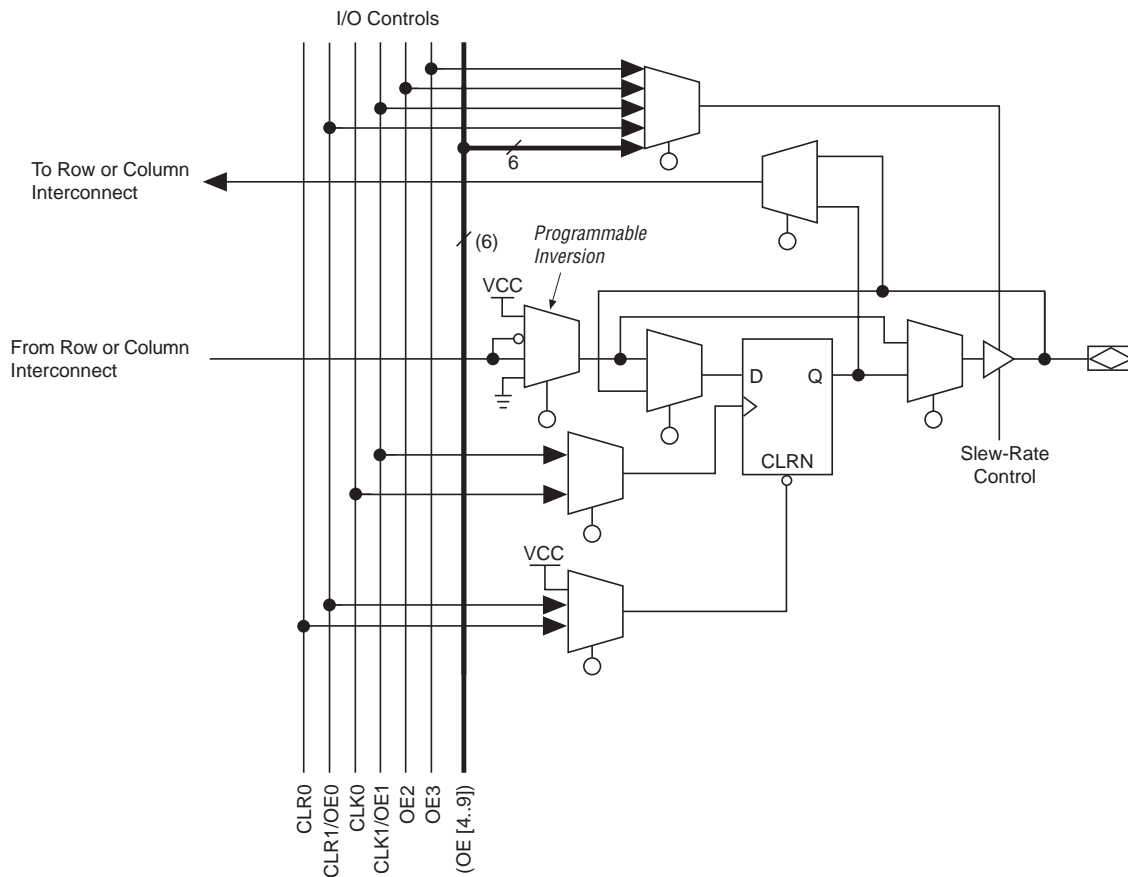 I/O Controls
6
To Row or Column
Interconnect
(6)
Programmable
Inversion
VCC
From Row or Column
Interconnect
D
Q
CLRN
Slew-Rate
Control
VCC
CLR0
CLR1/OE0
CLK0
CLK1/OE1
OE2
OE3
(OE [4..9])